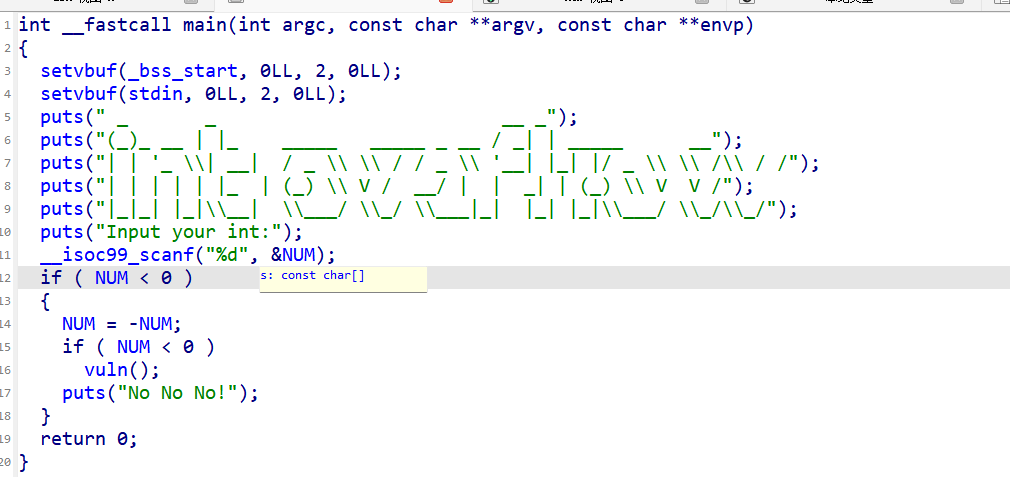 1 int __fastcall main(int argc, const char **argv, const char **envp)
2 {
3   setvbuf(_bss_start, 0LL, 2, 0LL);
4   setvbuf(stdin, 0LL, 2, 0LL);
5   puts(" _       _                          __ _");
6   puts("(_)_ __ | |_     _____   _____ _ __ / _| | _____      __");
7   puts("| | '_ \\| __|  / _ \\ \\ / / _ \\ '__| |_| |/ _ \\ \\ /\\ / /");
8   puts("| | | | | |_  | (_) \\ V /  __/ |  |  _| | (_) \\ V  V /");
9   puts("|_|_| |_|\\__|  \\___/ \\_/ \\___|_|  |_| |_|\\___/ \\_/\\_/");
10   puts("Input your int:");
11   __isoc99_scanf("%d", &NUM);
12   if ( NUM < 0 )
s: const char[]
13   {
14     NUM = -NUM;
15     if ( NUM < 0 )
16       vuln();
17     puts("No No No!");
18   }
19   return 0;
20 }